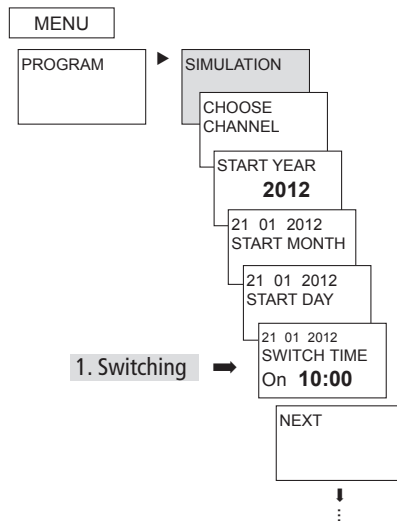 MENU
PROGRAM
SIMULATION
CHOOSE
CHANNEL
START YEAR
2012
21 01 2012
START MONTH
21 01 2012
START DAY
21 01 2012
SWITCH TIME
On 10:00
1. Switching
NEXT